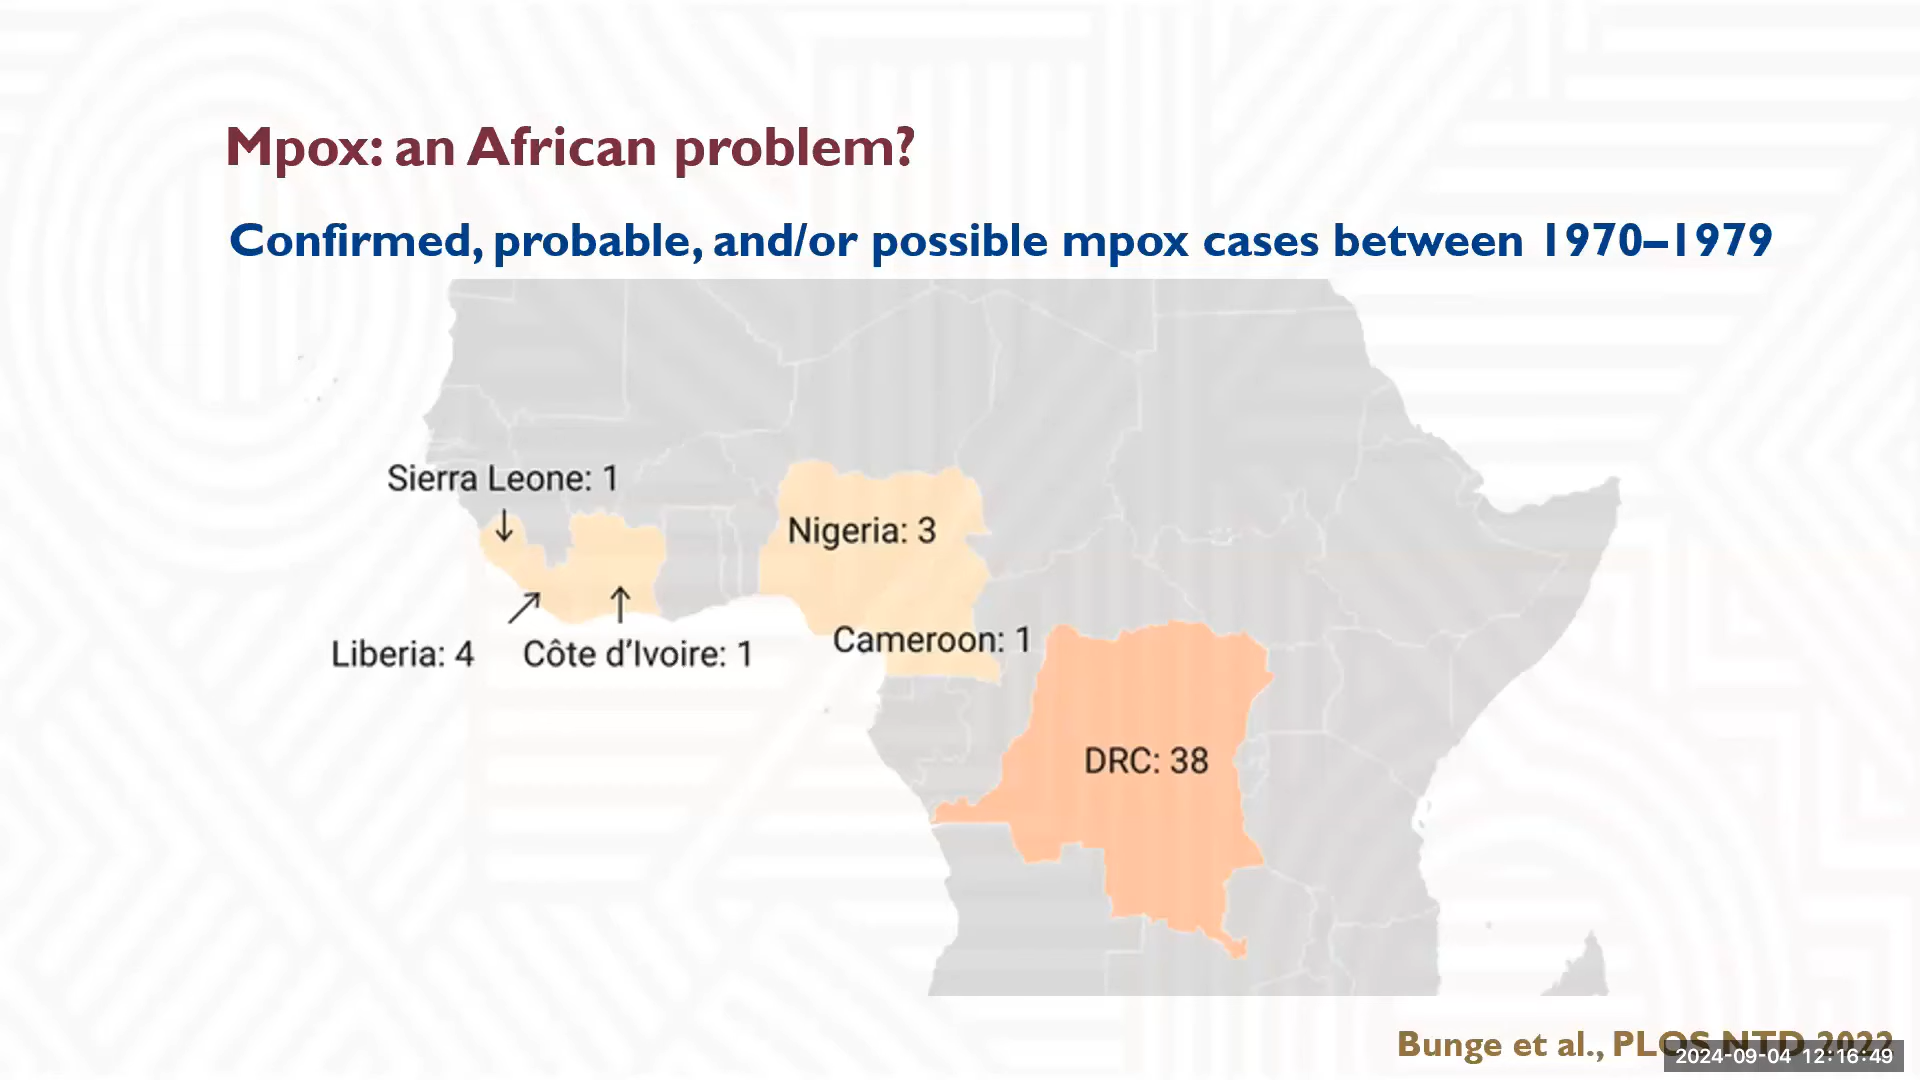 Mpox: an African problem?
Confirmed, probable, and/or possible mpox cases between 1970–1979
Sierra Leone: 1
Nigeria: 3
Liberia: 4
Côte d’Ivoire: 1
Cameroon: 1
DRC: 38
Bunge et al., PLOS NTD 2022
2024-09-04 12:16:49